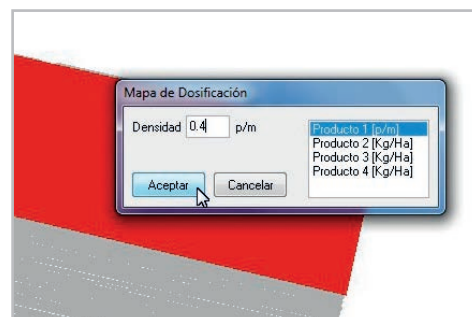 Mapa de Dosificación
Densidad 0.4 p/m
Producto 1 [p/m]
Producto 2 [Kg/Ha]
Producto 3 [Kg/Ha]
Producto 4 [Kg/Ha]
Aceptar Cancelar